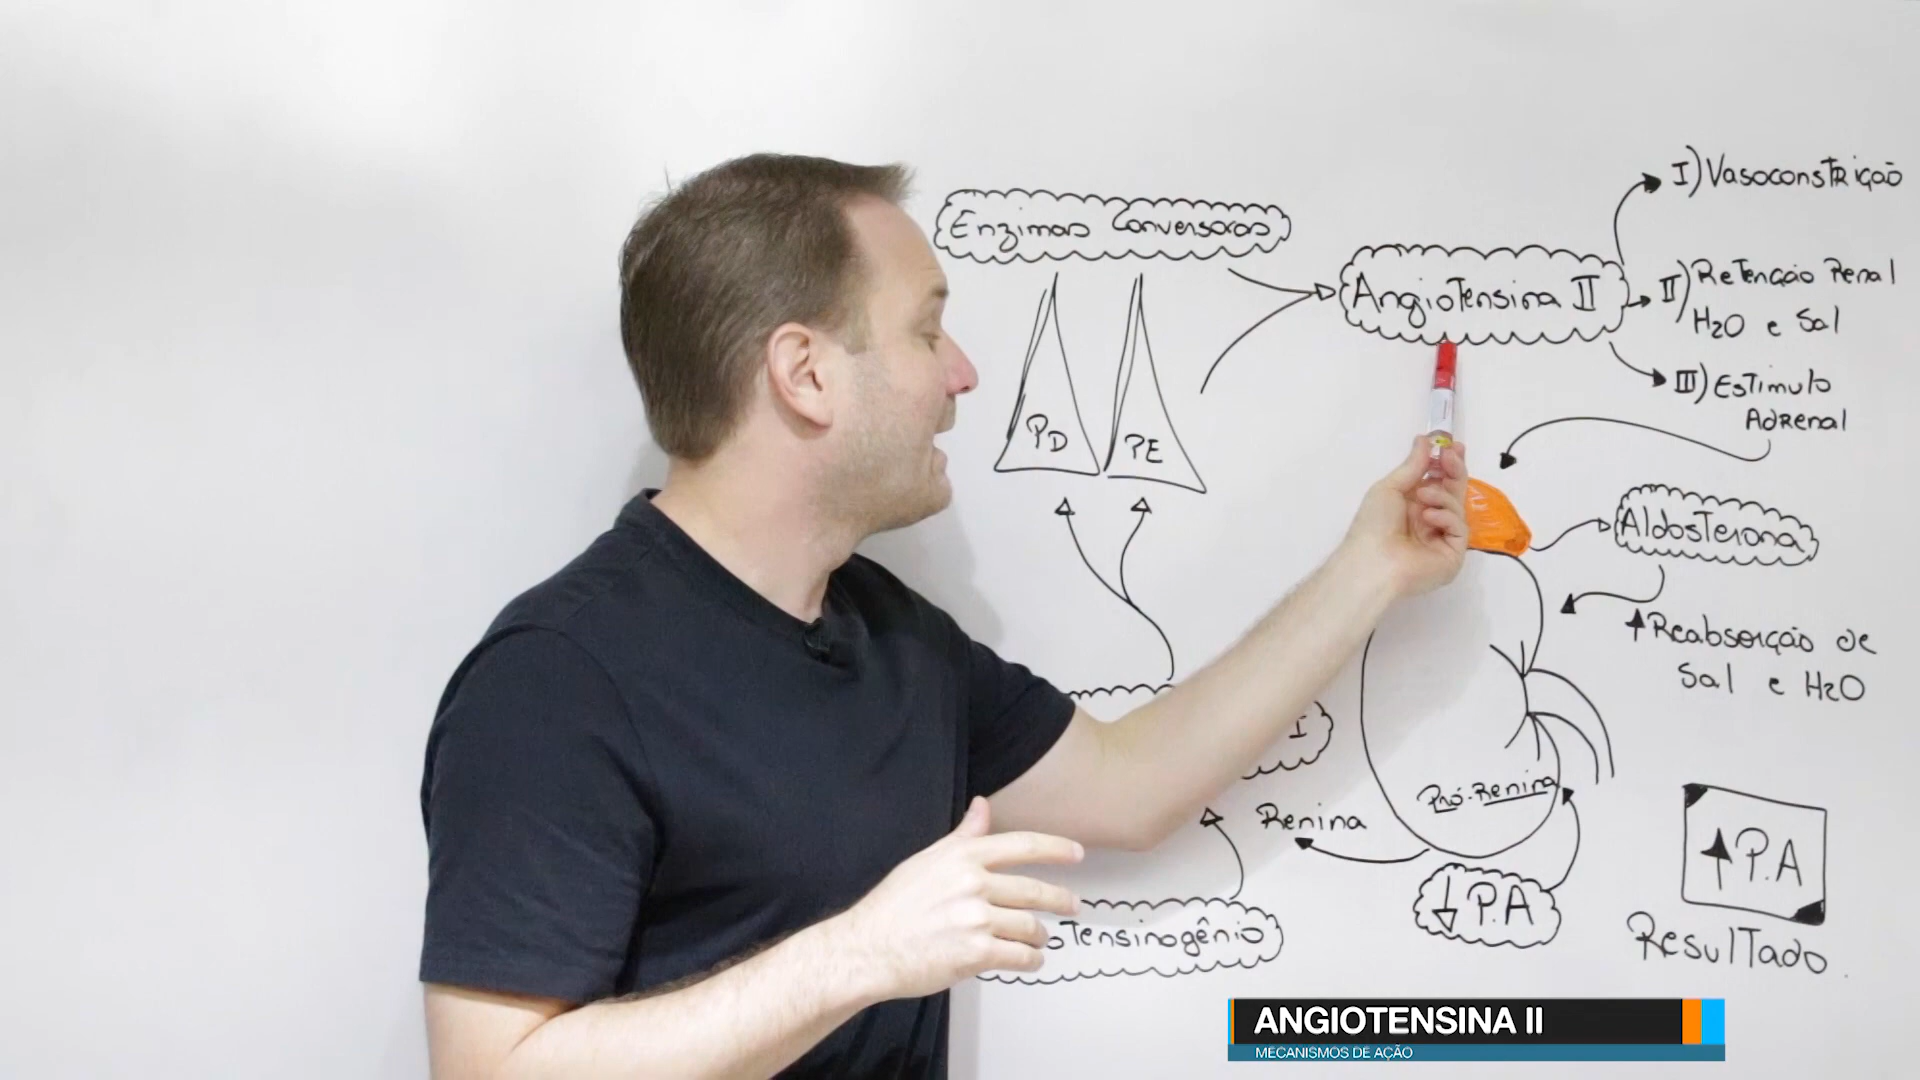 Enzimas Conversoras
PD
PE
Angiotensina II
I) Vasoconstrição
II) Retenção Renal
H2O e Sal
III) Estímulo
Adrenal
Aldosterona
↑ Reabsorção de
Sal e H2O
I
Renina
Pró-Renina
↓ P.A
↑ P.A
Resultado.
ANGIOTENSINA II
MECANISMOS DE AÇÃO